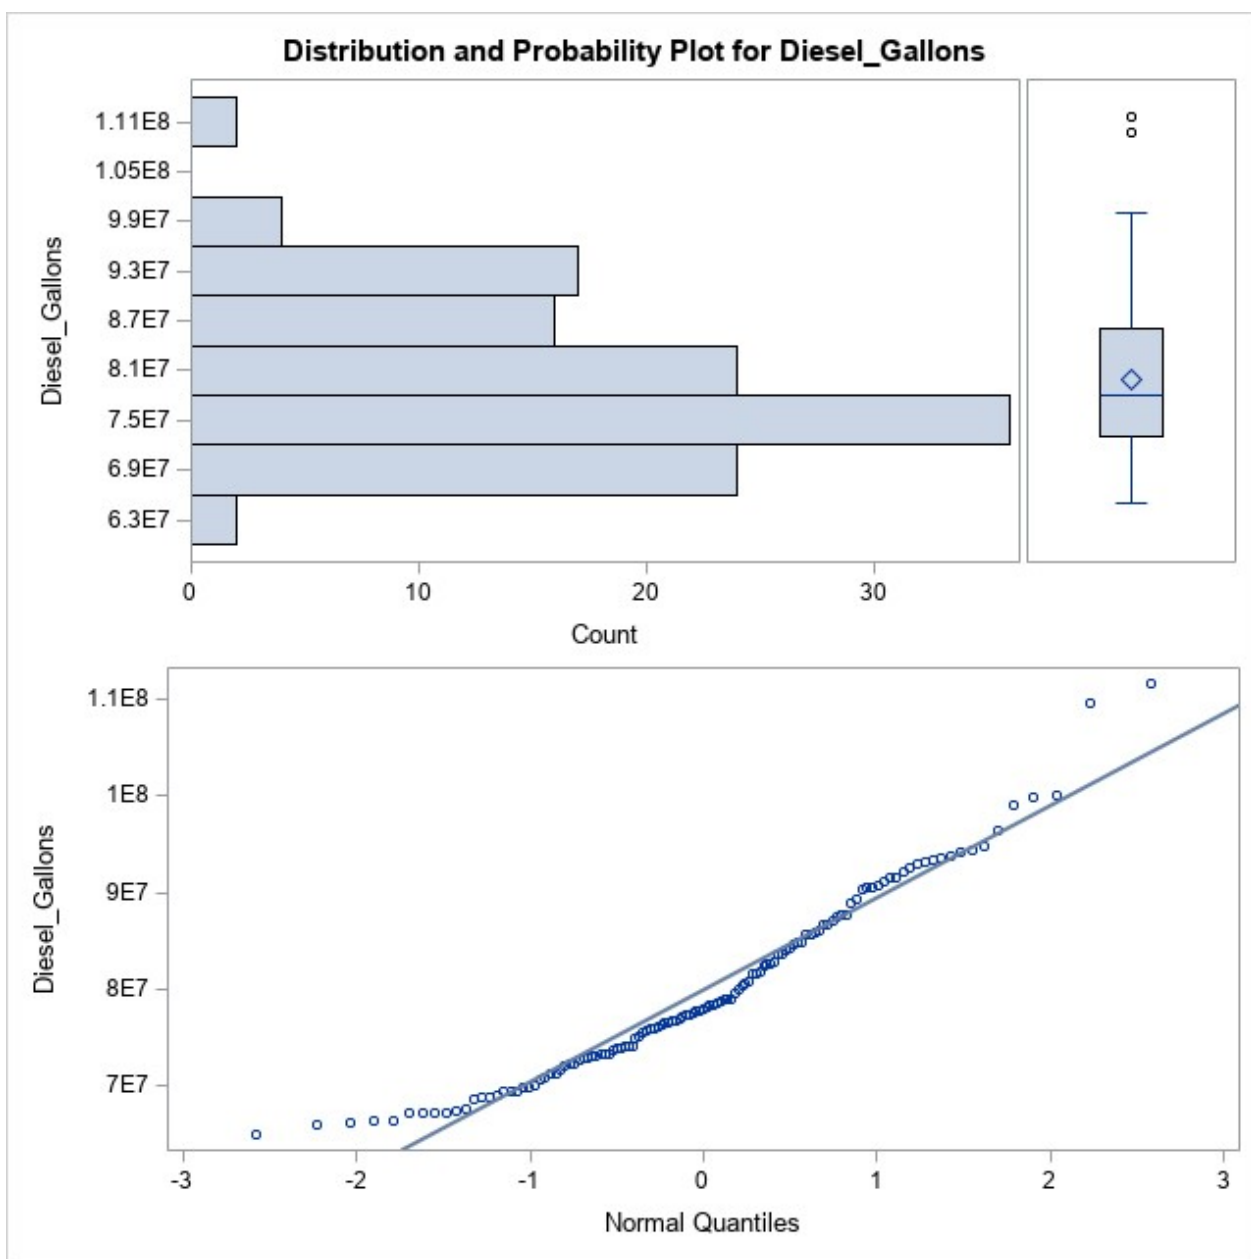 Distribution and Probability Plot for Diesel_Gallons
Diesel_Gallons
1.11E8
1.05E8
9.9E7
9.3E7
8.7E7
8.1E7
7.5E7
6.9E7
6.3E7
0 10 20 30
Count
Diesel_Gallons
1.1E8
1E8
9E7
8E7
7E7
-3 -2 -1 0 1 2 3
Normal Quantiles